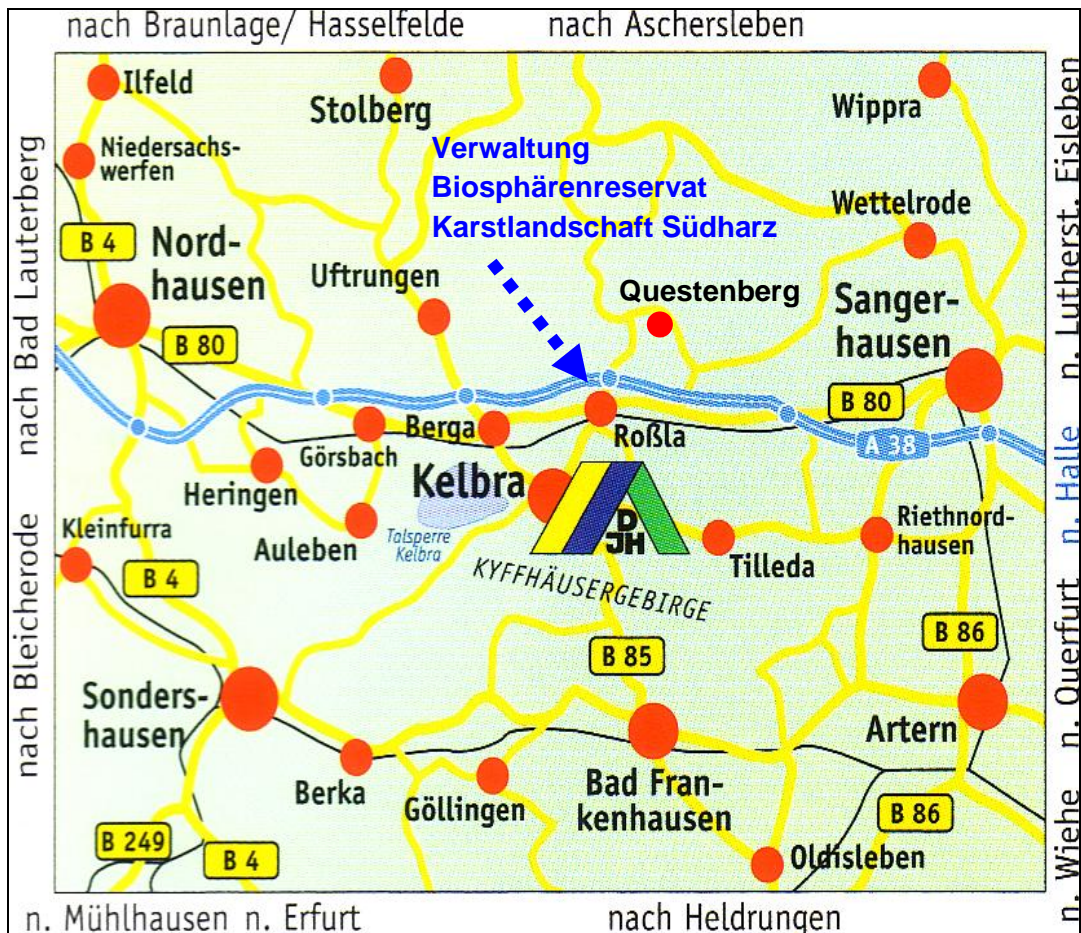 nach Braunlage/ Hasselfelde
nach Aschersleben
Ilfeld
Stolberg
Wippra
n. Lutherst. Eisleben
nach Bad Lauterberg
Niedersachs-
werfen
Verwaltung
Biosphärenreservat
Karstlandschaft Südharz
Wettelrode
B 4
Nord-
hausen
Uftrungen
Questenberg
Sanger-
hausen
B 80
B 80
A 38
Berga
Roßla
Görsbach
Heringen
Kelbra
n. Halle
Kleinfurra
Auleben
Talsperre
Kelbra
D
JH
Tilleda
Riethnord-
hausen
KYFFHÄUSERGEBIRGE
nach Bleicherode
B 4
B 85
B 86
n. Querfurt
Sonders-
hausen
Artern
Berka
Göllingen
Bad Fran-
kenhausen
B 86
B 249
B 4
Oldisleben
n. Wiehe
n. Mühlhausen
n. Erfurt
nach Heldrungen